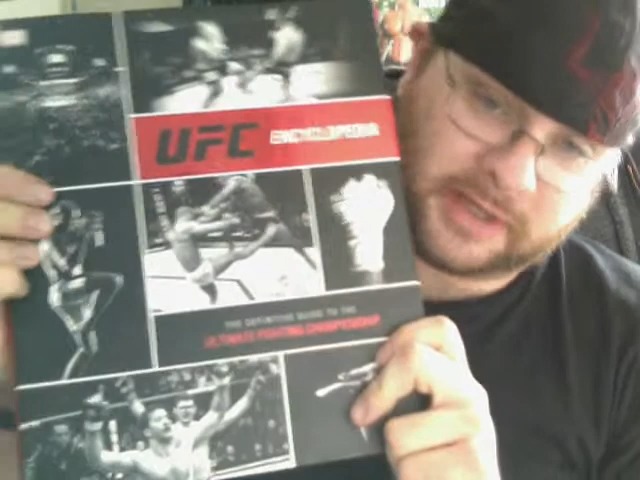 UFC ENCYCLOPEDIA
THE DEFINITIVE GUIDE TO THE
ULTIMATE FIGHTING CHAMPIONSHIP